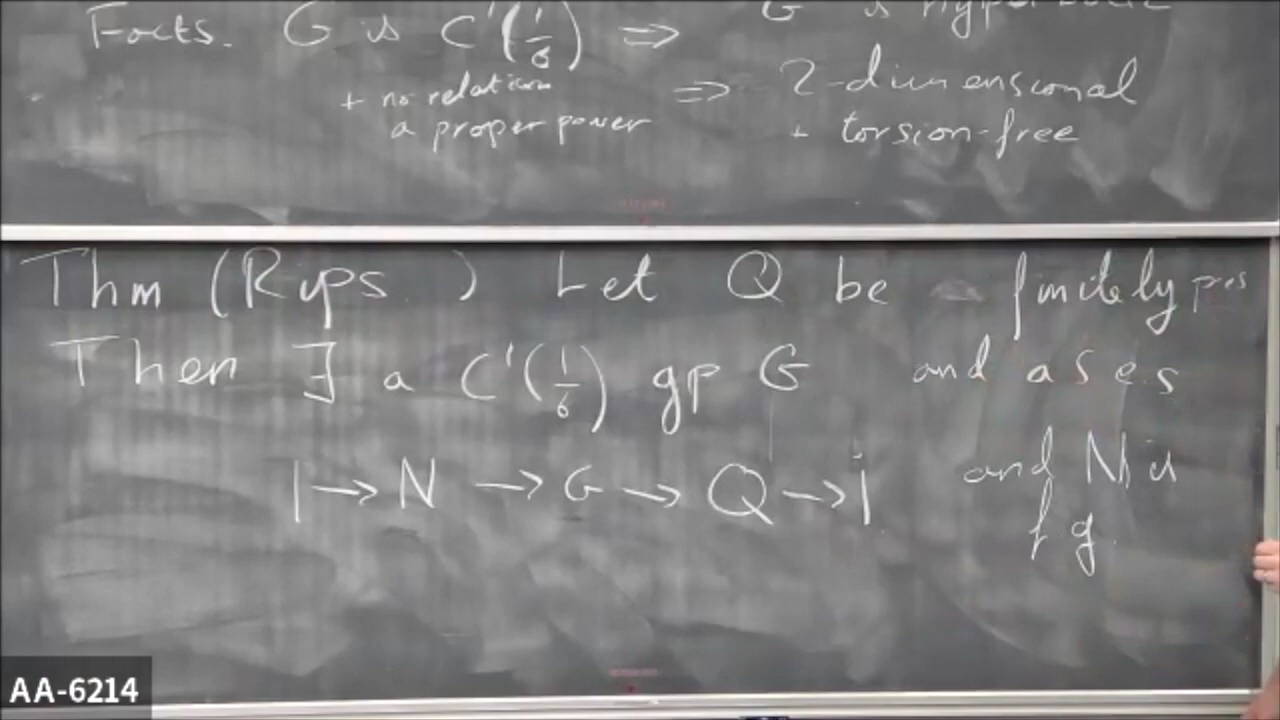 Facts. G is C'(1/6) ⇒ G is hyperbolic
+ no relation ⇒ 2-dimensional
a proper power + torsion-free
Thm (Rips ) Let Q be finitely pres
Then ∃ a C'(1/6) gp G and a s.e.s
1 → N → G → Q → 1 and N is
f g.
AA-6214